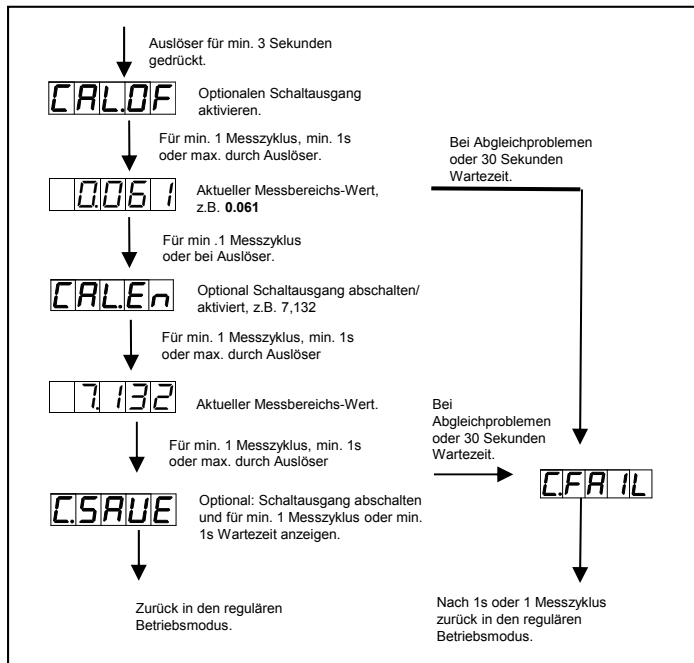 Auslöser für min. 3 Sekunden
gedrückt.
CAL.OF
Optionalen Schaltausgang
aktivieren.
Für min. 1 Messzyklus, min. 1s
oder max. durch Auslöser.
Bei Abgleichproblemen
oder 30 Sekunden
Wartezeit.
0.061
Aktueller Messbereichs-Wert,
z.B. 0.061
Für min .1 Messzyklus
oder bei Auslöser.
CAL.En
Optional Schaltausgang abschalten/
aktiviert, z.B. 7,132
Für min. 1 Messzyklus, min. 1s
oder max. durch Auslöser
7.132
Aktueller Messbereichs-Wert.
Bei
Abgleichproblemen
oder 30 Sekunden
Wartezeit.
Für min. 1 Messzyklus, min. 1s
oder max. durch Auslöser
C.SAVE
Optional: Schaltausgang abschalten
und für min. 1 Messzyklus oder min.
1s Wartezeit anzeigen.
C.FAIL
Zurück in den regulären
Betriebsmodus.
Nach 1s oder 1 Messzyklus
zurück in den regulären
Betriebsmodus.